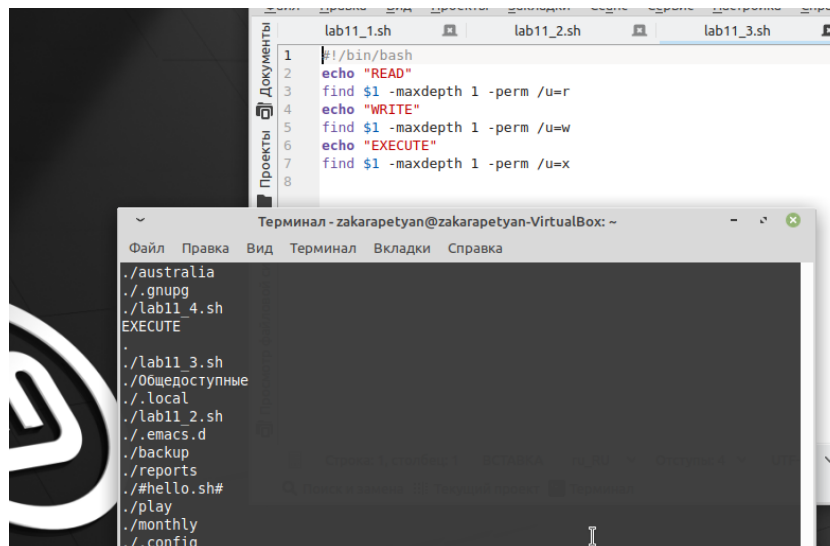 lab11_1.sh
lab11_2.sh
lab11_3.sh
Документы
Проекты
1 #!/bin/bash
2 echo "READ"
3 find $1 -maxdepth 1 -perm /u=r
4 echo "WRITE"
5 find $1 -maxdepth 1 -perm /u=w
6 echo "EXECUTE"
7 find $1 -maxdepth 1 -perm /u=x
8
Терминал - zakarapetyan@zakarapetyan-VirtualBox: ~
Файл Правка Вид Терминал Вкладки Справка
./australia
./.gnupg
./lab11_4.sh
EXECUTE
.
./lab11_3.sh
./Общедоступные
./.local
./lab11_2.sh
./.emacs.d
./backup
./reports
./#hello.sh#
./play
./monthly
./.config